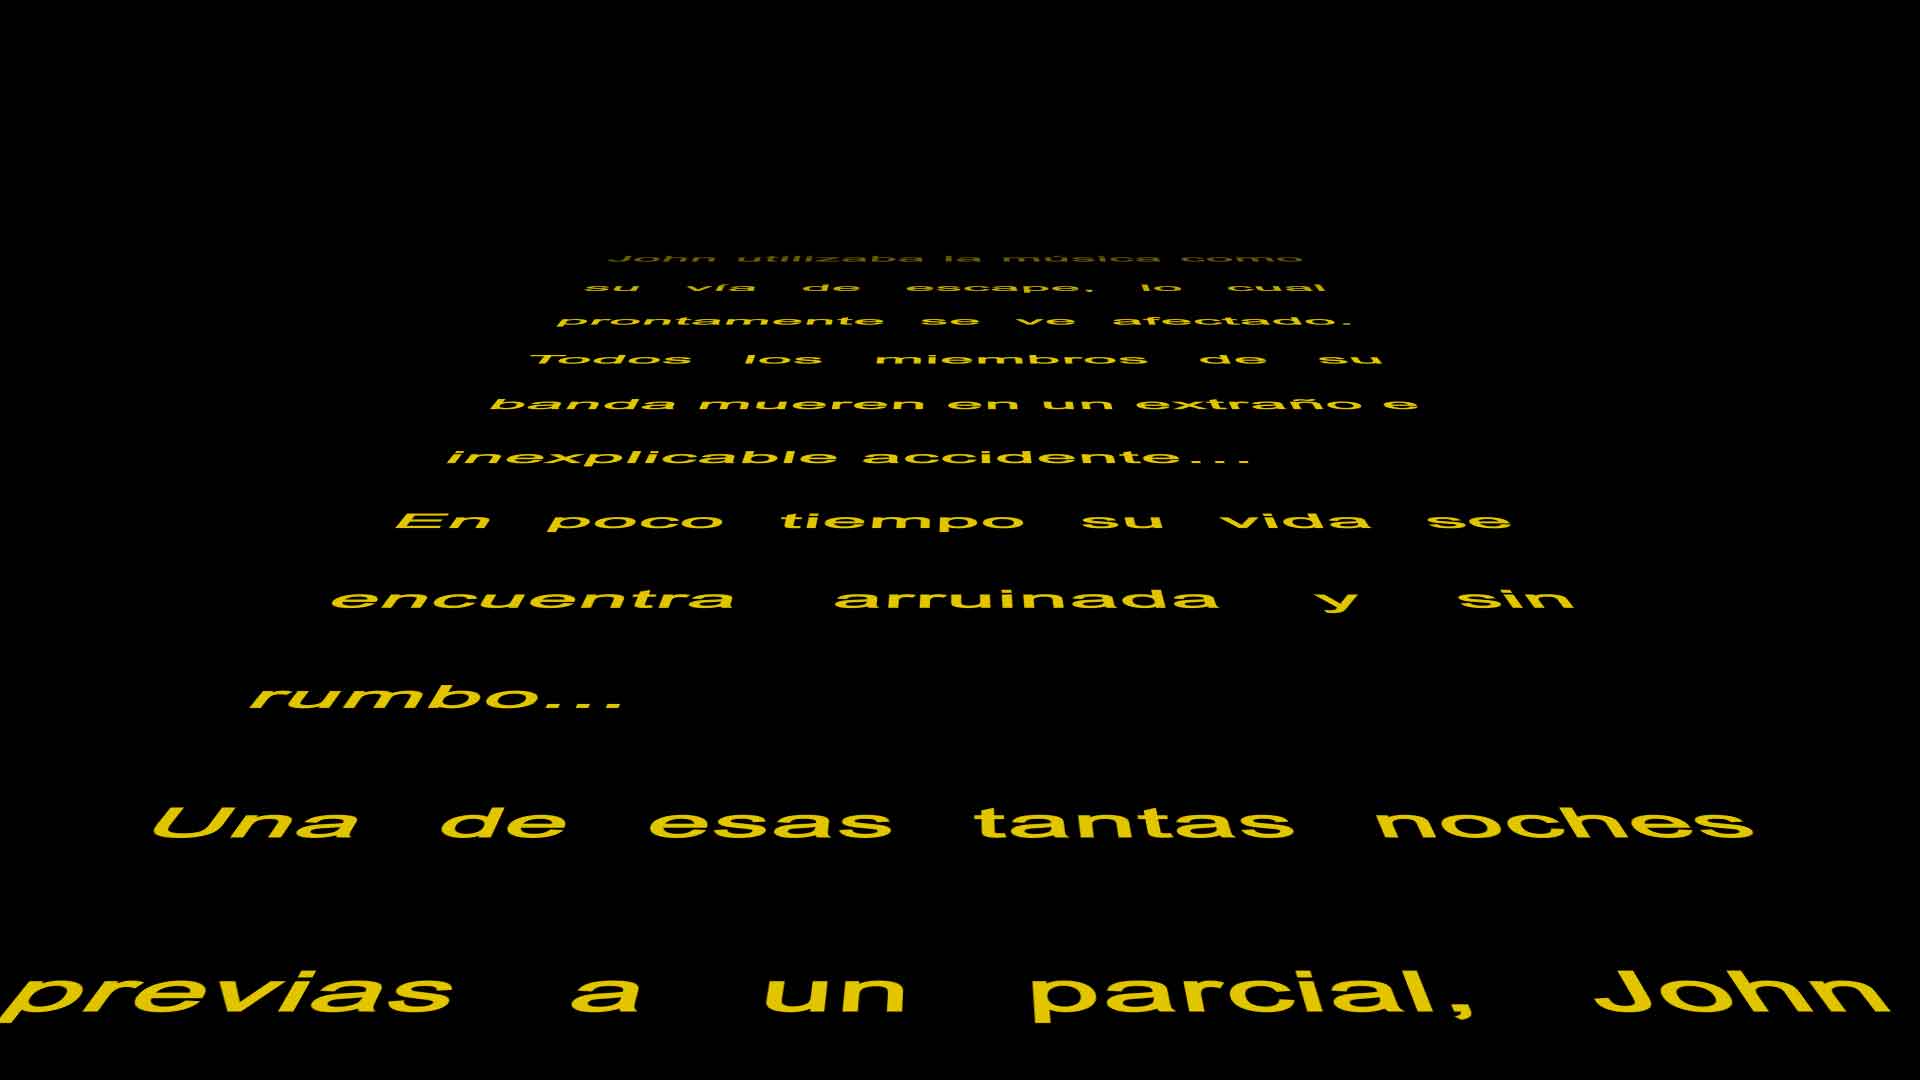 John utilizaba la música como
su vía de escape, lo cual
prontamente se ve afectado.
Todos los miembros de su
banda mueren en un extraño e
inexplicable accidente...
En poco tiempo su vida se
encuentra arruinada y sin
rumbo...
Una de esas tantas noches
previas a un parcial, John